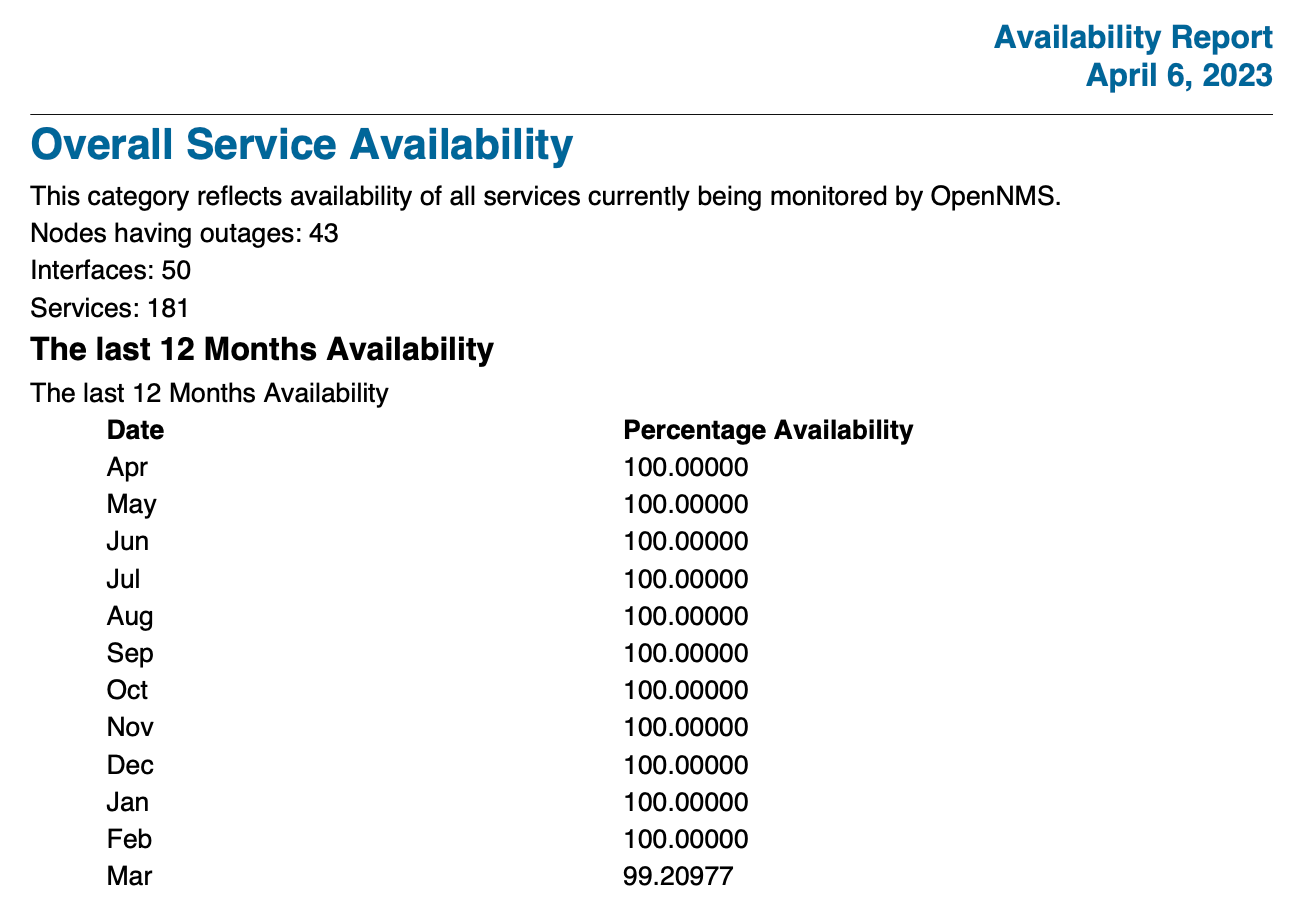 Availability Report
April 6, 2023
Overall Service Availability
This category reflects availability of all services currently being monitored by OpenNMS.
Nodes having outages: 43
Interfaces: 50
Services: 181
The last 12 Months Availability
The last 12 Months Availability
Date Percentage Availability
Apr 100.00000
May 100.00000
Jun 100.00000
Jul 100.00000
Aug 100.00000
Sep 100.00000
Oct 100.00000
Nov 100.00000
Dec 100.00000
Jan 100.00000
Feb 100.00000
Mar 99.20977